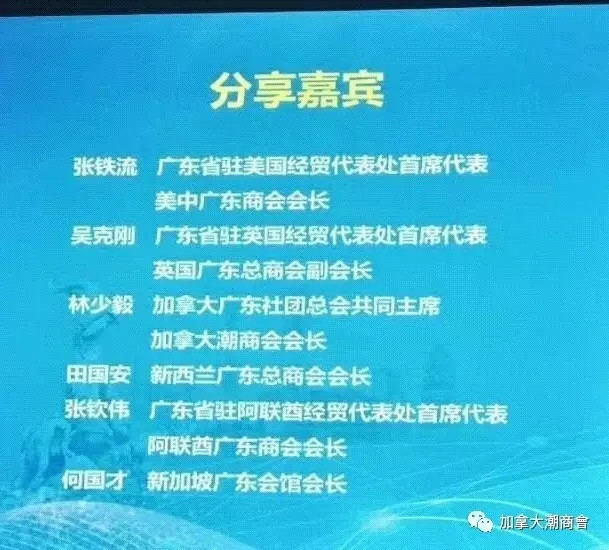 分享嘉宾
张铁流 广东省驻美国经贸代表处首席代表
美中广东商会会长
吴克刚 广东省驻英国经贸代表处首席代表
英国广东总商会副会长
林少毅 加拿大广东社团总会共同主席
加拿大潮商会会长
田国安 新西兰广东总商会会长
张钦伟 广东省驻阿联酋经贸代表处首席代表
阿联酋广东商会会长
何国才 新加坡广东会馆会长
加拿大潮商會